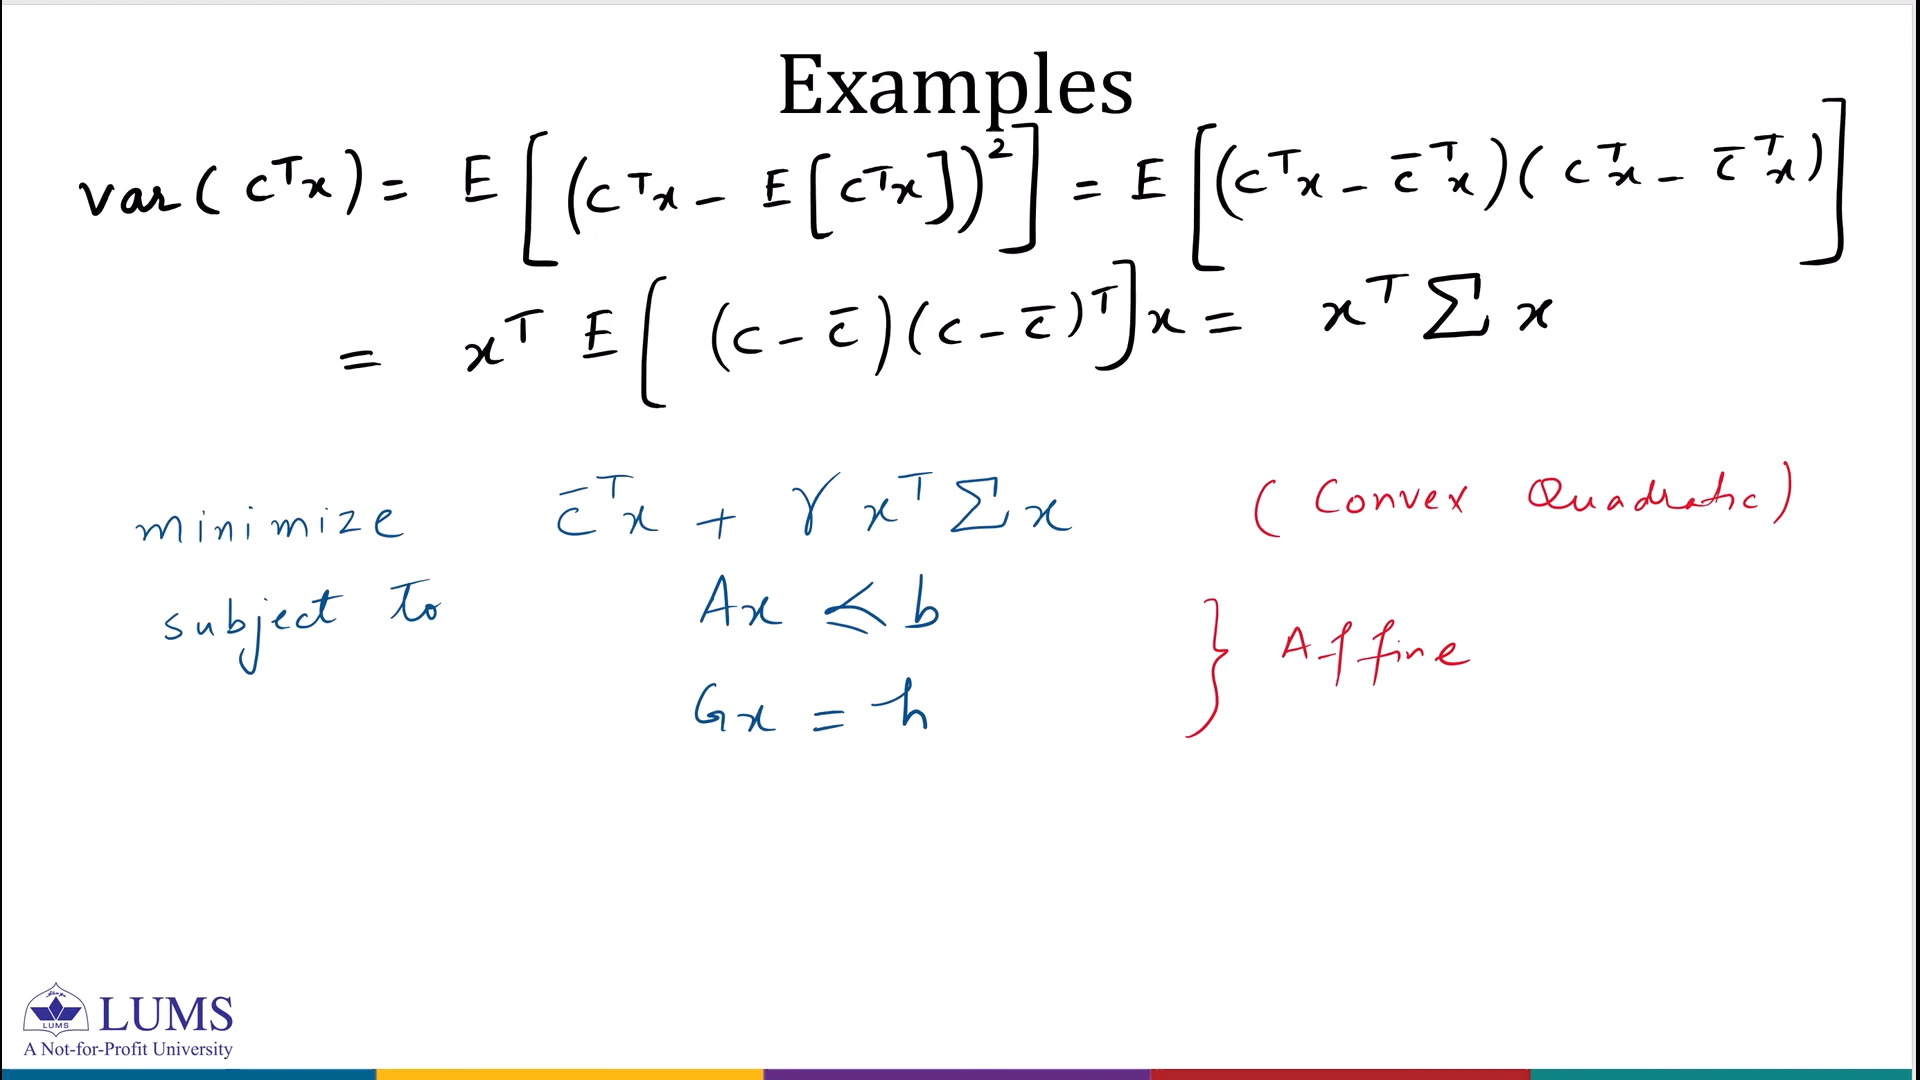 Examples
var(cᵀx) = E[(cᵀx - E[cᵀx])²] = E[(cᵀx - c̄ᵀx)(cᵀx - c̄ᵀx)]
= xᵀ E[(c - c̄)(c - c̄)ᵀ]x = xᵀ Σ x
minimize c̄ᵀx + γ xᵀ Σ x (Convex Quadratic)
subject to Ax ≼ b
Gx = h } Affine
LUMS
LUMS
A Not-for-Profit University